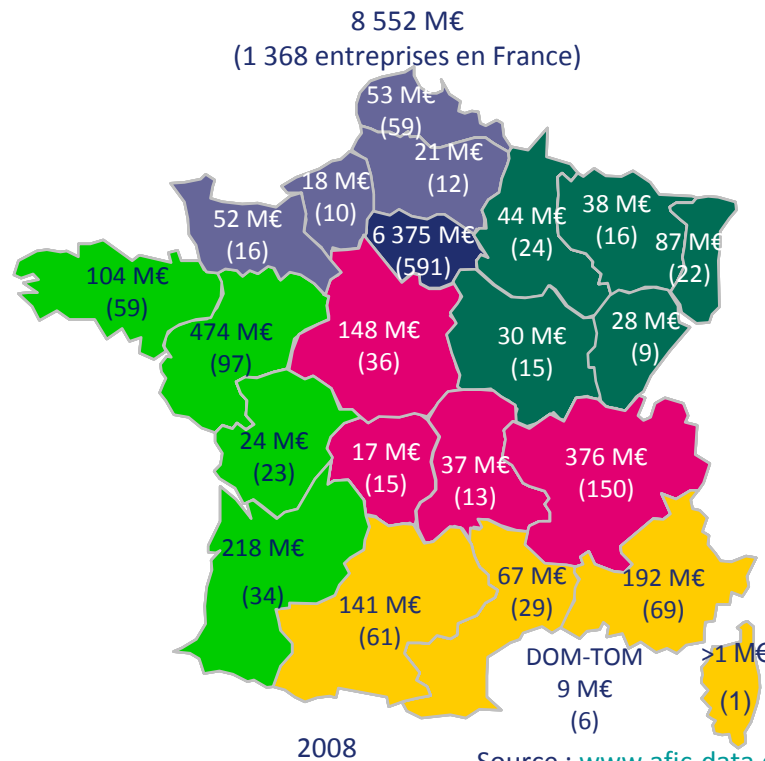 8 552 M€
(1 368 entreprises en France)
53 M€
(59)
21 M€
(12)
18 M€
(10)
52 M€
(16)
6 375 M€
(591)
44 M€
(24)
38 M€
(16)
87 M€
(22)
104 M€
(59)
474 M€
(97)
148 M€
(36)
30 M€
(15)
28 M€
(9)
24 M€
(23)
17 M€
(15)
37 M€
(13)
376 M€
(150)
218 M€
(34)
141 M€
(61)
67 M€
(29)
192 M€
(69)
DOM-TOM
9 M€
(6)
>1 M€
(1)
2008
Source : www.afic-data.